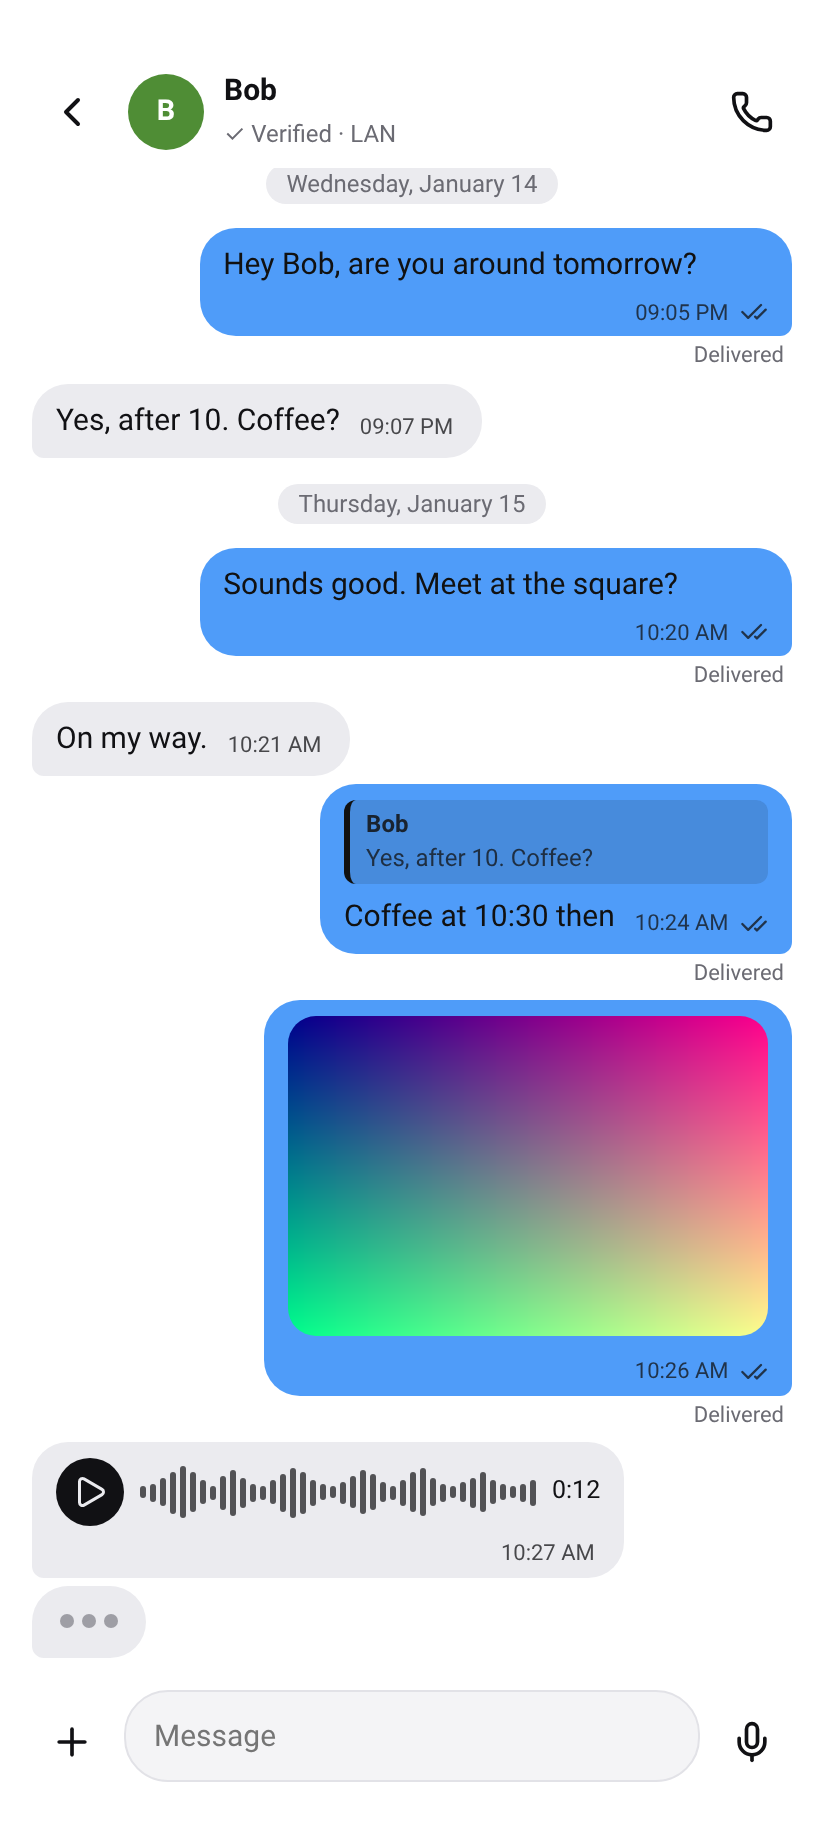 B
Bob
Verified · LAN
Wednesday, January 14
Hey Bob, are you around tomorrow?
09:05 PM
Delivered
Yes, after 10. Coffee? 09:07 PM
Thursday, January 15
Sounds good. Meet at the square?
10:20 AM
Delivered
On my way. 10:21 AM
Bob
Yes, after 10. Coffee?
Coffee at 10:30 then 10:24 AM
Delivered
10:26 AM
Delivered
0:12
10:27 AM
Message